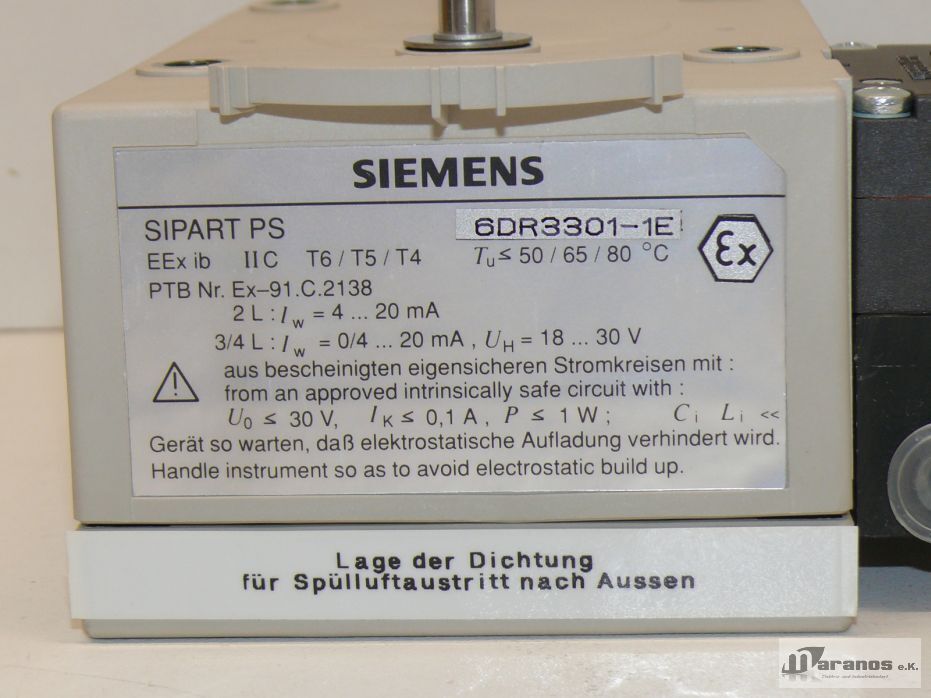 SIEMENS
SIPART PS 6DR3301-1E
EEx ib IIC T6 / T5 / T4 Tu ≤ 50 / 65 / 80 °C
εx
PTB Nr. Ex–91.C.2138
2 L : Iw = 4 ... 20 mA
3/4 L : Iw = 0/4 ... 20 mA , UH = 18 ... 30 V
aus bescheinigten eigensicheren Stromkreisen mit :
from an approved intrinsically safe circuit with :
U0 ≤ 30 V, IK ≤ 0,1 A , P ≤ 1 W ; Ci Li <<
Gerät so warten, daß elektrostatische Aufladung verhindert wird.
Handle instrument so as to avoid electrostatic build up.
Lage der Dichtung
für Spülluftaustritt nach Aussen
Maranos e.K.
Elektro- und Industriebedarf